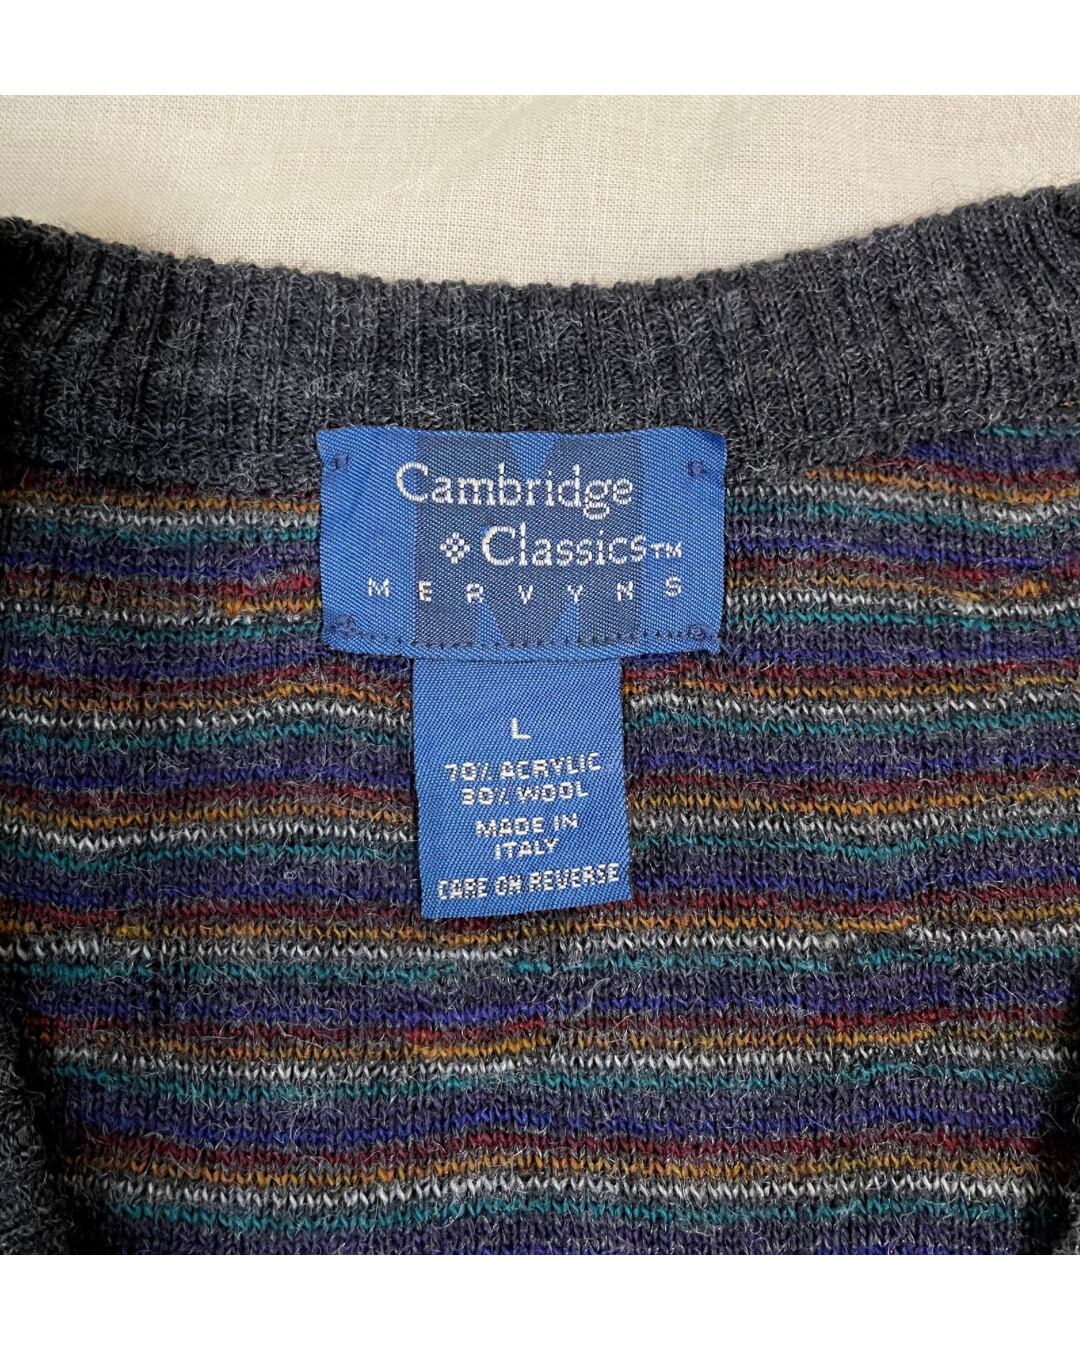 Cambridge
Classics™
MERVYNS
L
70% ACRYLIC
30% WOOL
MADE IN
ITALY
CARE ON REVERSE